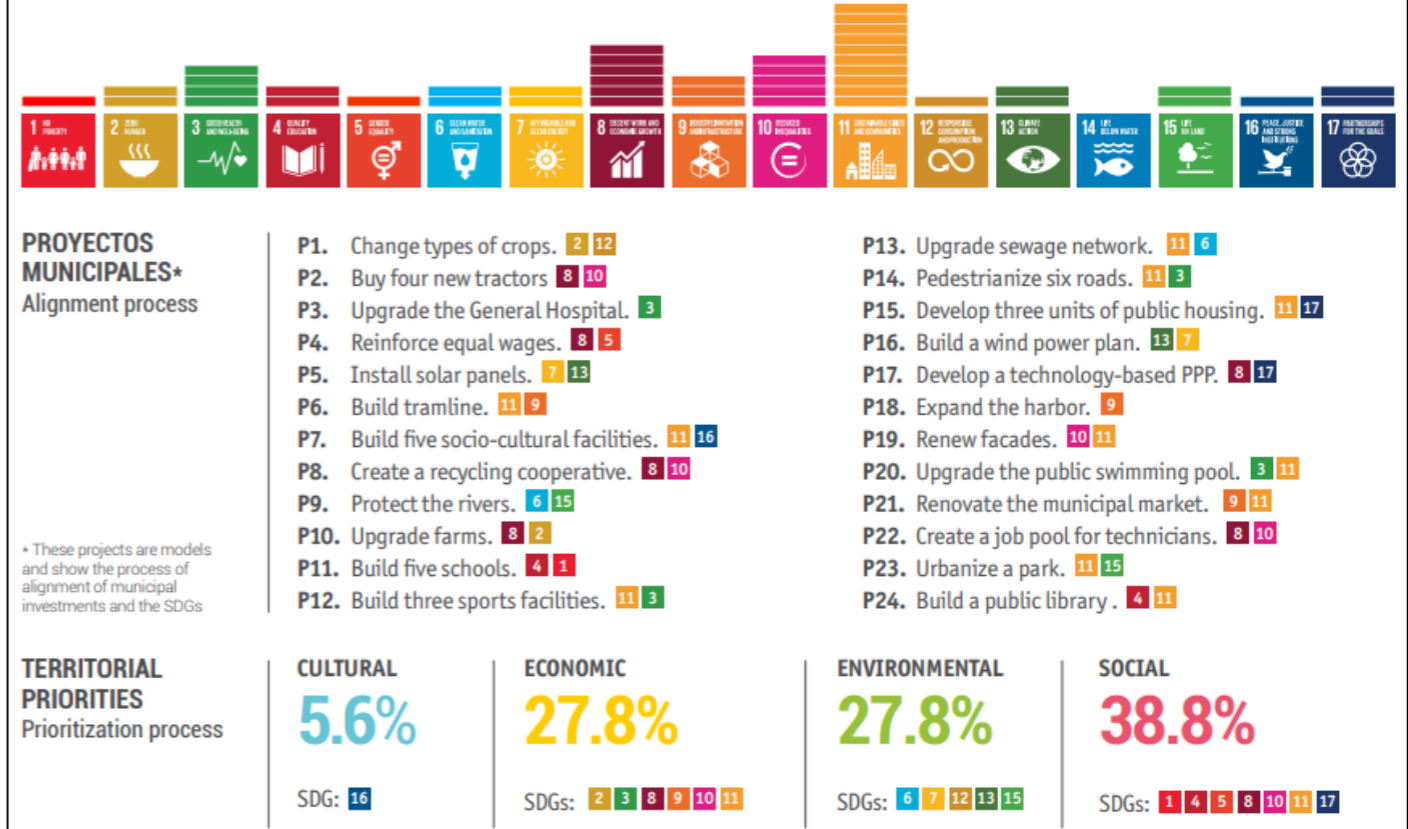 1 NO POVERTY
2 ZERO HUNGER
3 GOOD HEALTH AND WELL-BEING
4 QUALITY EDUCATION
5 GENDER EQUALITY
6 CLEAN WATER AND SANITATION
7 AFFORDABLE AND CLEAN ENERGY
8 DECENT WORK AND ECONOMIC GROWTH
9 INDUSTRY, INNOVATION AND INFRASTRUCTURE
10 REDUCED INEQUALITIES
11 SUSTAINABLE CITIES AND COMMUNITIES
12 RESPONSIBLE CONSUMPTION AND PRODUCTION
13 CLIMATE ACTION
14 LIFE BELOW WATER
15 LIFE ON LAND
16 PEACE, JUSTICE AND STRONG INSTITUTIONS
17 PARTNERSHIPS FOR THE GOALS
PROYECTOS
MUNICIPALES*
Alignment process
* These projects are models
and show the process of
alignment of municipal
investments and the SDGs
P1. Change types of crops. 2 12
P2. Buy four new tractors 8 10
P3. Upgrade the General Hospital. 3
P4. Reinforce equal wages. 8 5
P5. Install solar panels. 7 13
P6. Build tramline. 11 9
P7. Build five socio-cultural facilities. 11 16
P8. Create a recycling cooperative. 8 10
P9. Protect the rivers. 6 15
P10. Upgrade farms. 8 2
P11. Build five schools. 4 1
P12. Build three sports facilities. 11 3
P13. Upgrade sewage network. 11 6
P14. Pedestrianize six roads. 11 3
P15. Develop three units of public housing. 11 17
P16. Build a wind power plan. 13 7
P17. Develop a technology-based PPP. 8 17
P18. Expand the harbor. 9
P19. Renew facades. 10 11
P20. Upgrade the public swimming pool. 3 11
P21. Renovate the municipal market. 9 11
P22. Create a job pool for technicians. 8 10
P23. Urbanize a park. 11 15
P24. Build a public library . 4 11
TERRITORIAL
PRIORITIES
Prioritization process
CULTURAL
5.6%
SDG: 16
ECONOMIC
27.8%
SDGs: 2 3 8 9 10 11
ENVIRONMENTAL
27.8%
SDGs: 6 7 12 13 15
SOCIAL
38.8%
SDGs: 1 4 5 8 10 11 17